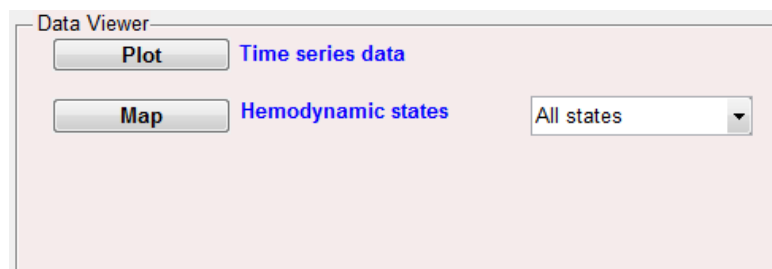 Data Viewer
Plot Time series data
Map Hemodynamic states All states